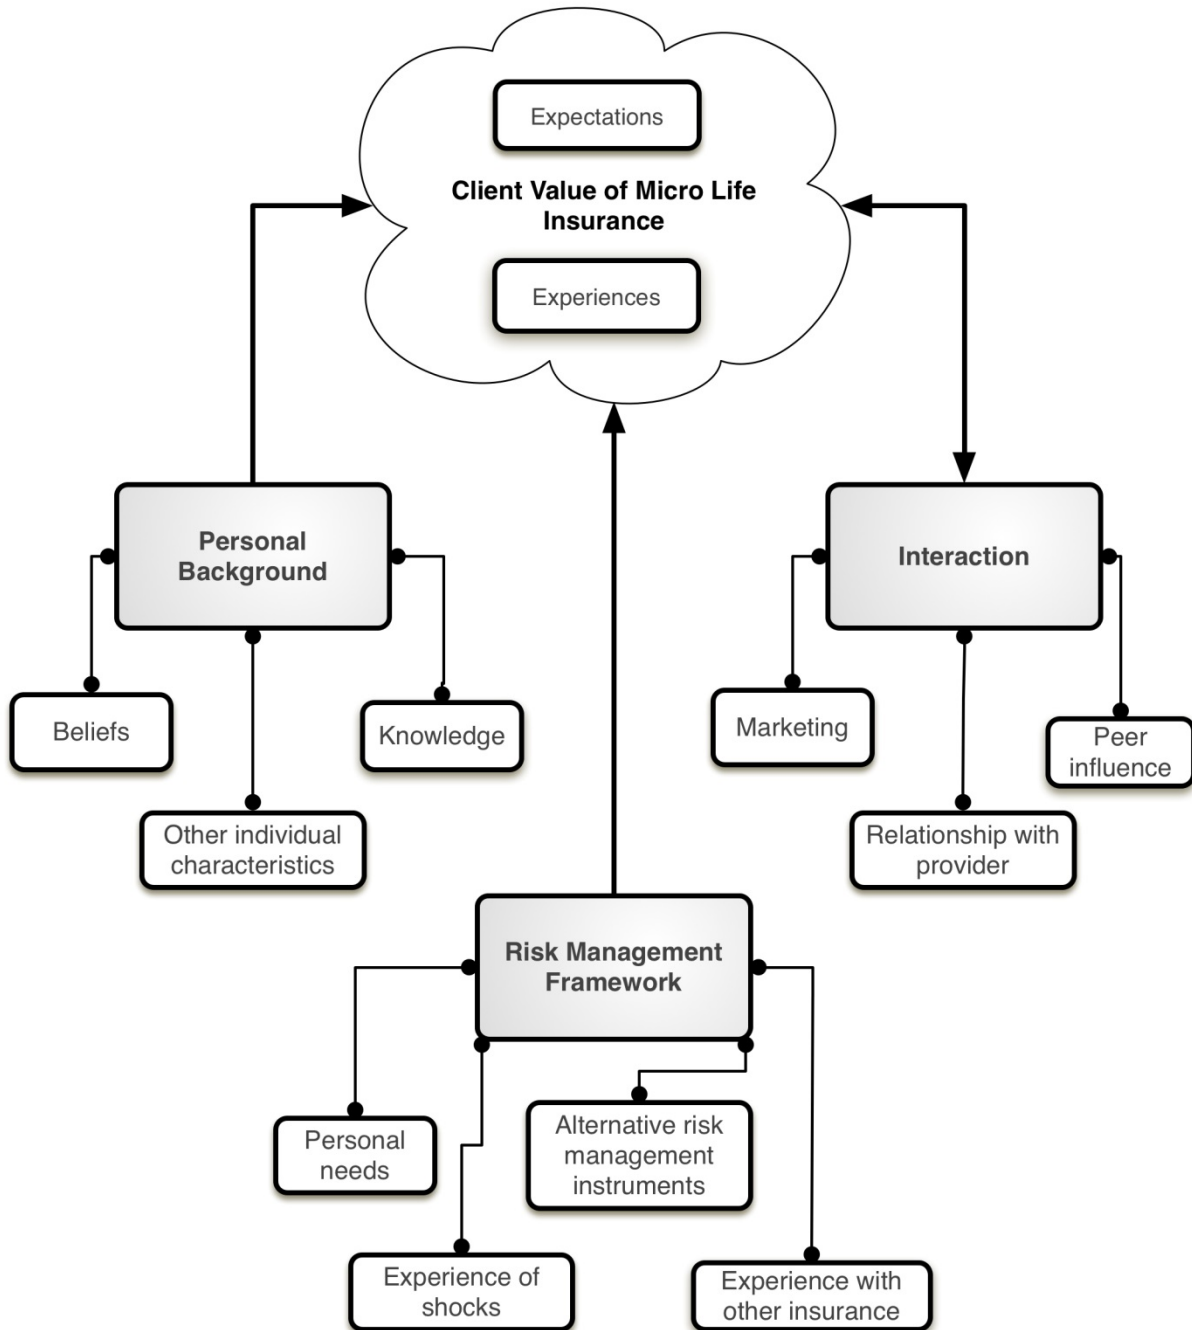 Expectations
Client Value of Micro Life
Insurance
Experiences
Personal
Background
Interaction
Beliefs
Knowledge
Marketing
Peer
influence
Other individual
characteristics
Relationship with
provider
Risk Management
Framework
Personal
needs
Alternative risk
management
instruments
Experience of
shocks
Experience with
other insurance